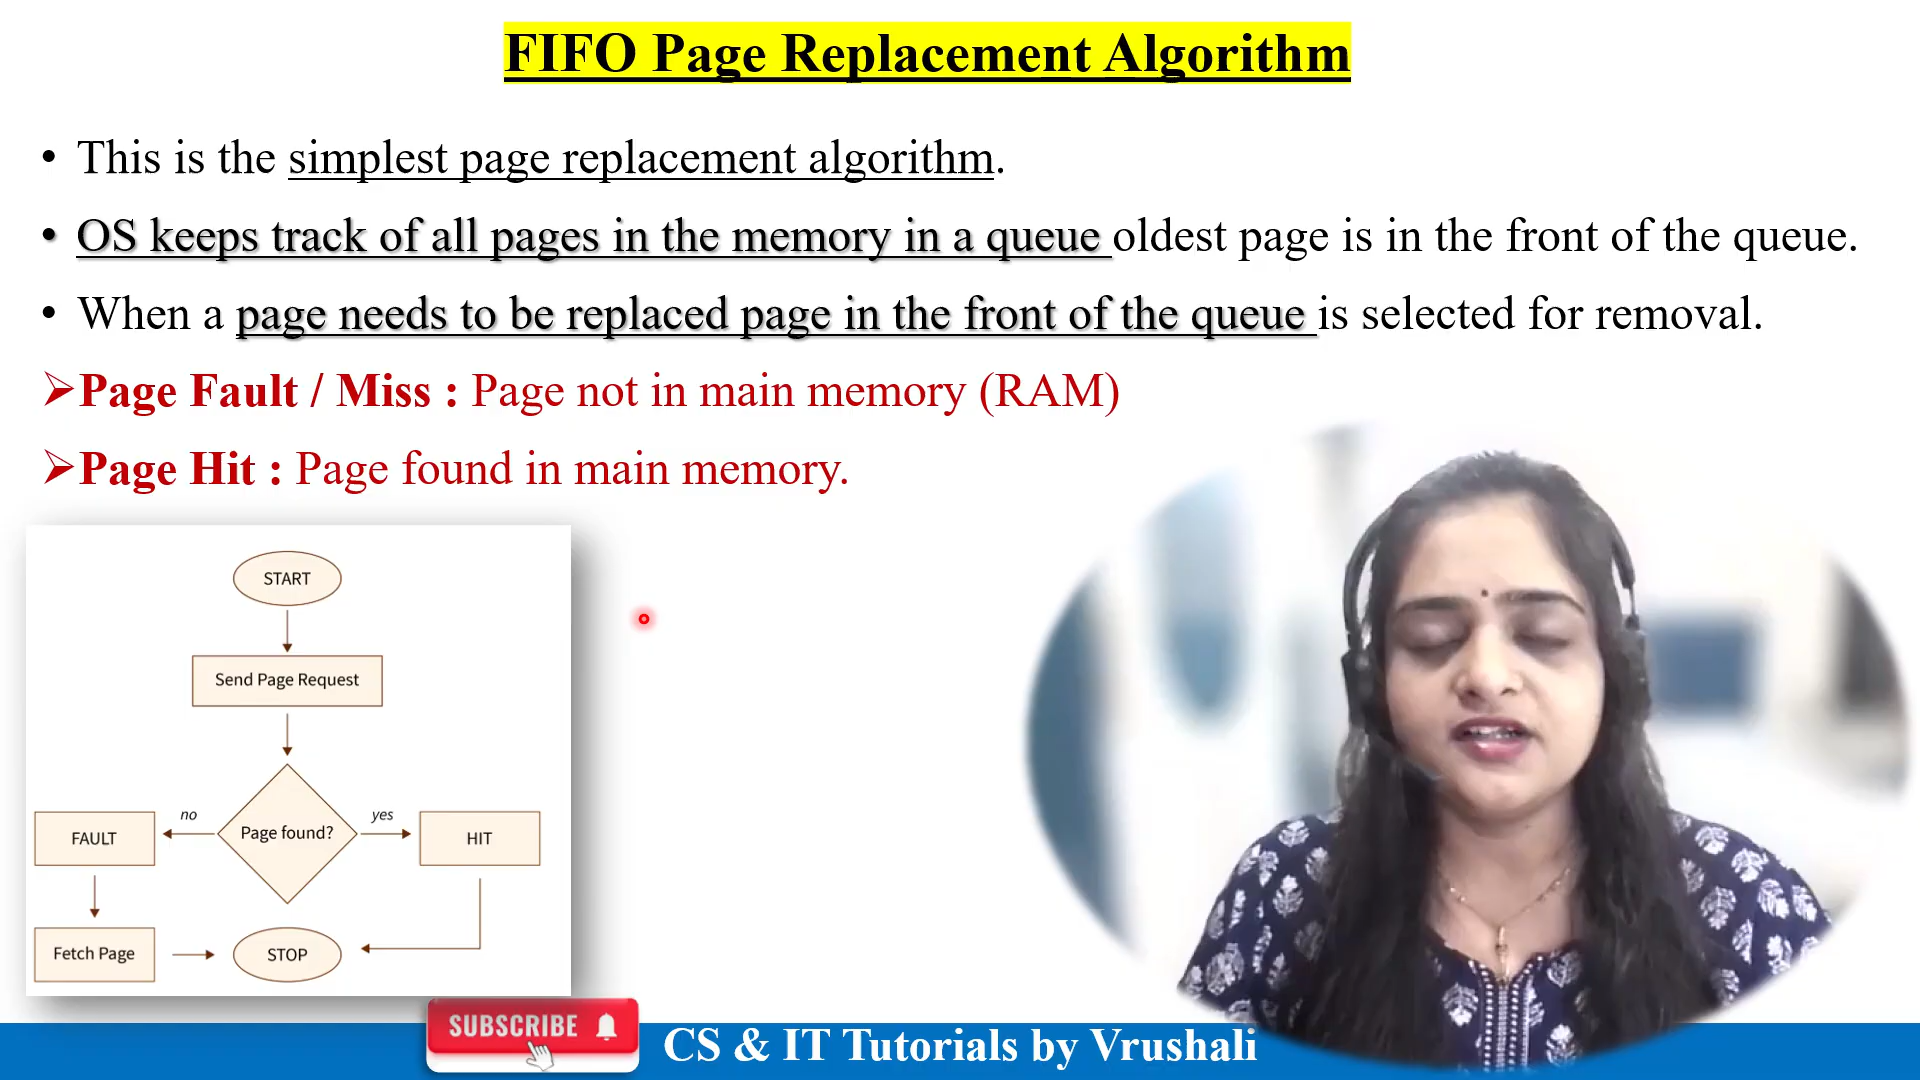 FIFO Page Replacement Algorithm
• This is the simplest page replacement algorithm.
• OS keeps track of all pages in the memory in a queue oldest page is in the front of the queue.
• When a page needs to be replaced page in the front of the queue is selected for removal.
➢Page Fault / Miss : Page not in main memory (RAM)
➢Page Hit : Page found in main memory.
START
Send Page Request
Page found?
no
yes
FAULT
HIT
Fetch Page
STOP
SUBSCRIBE
CS & IT Tutorials by Vrushali